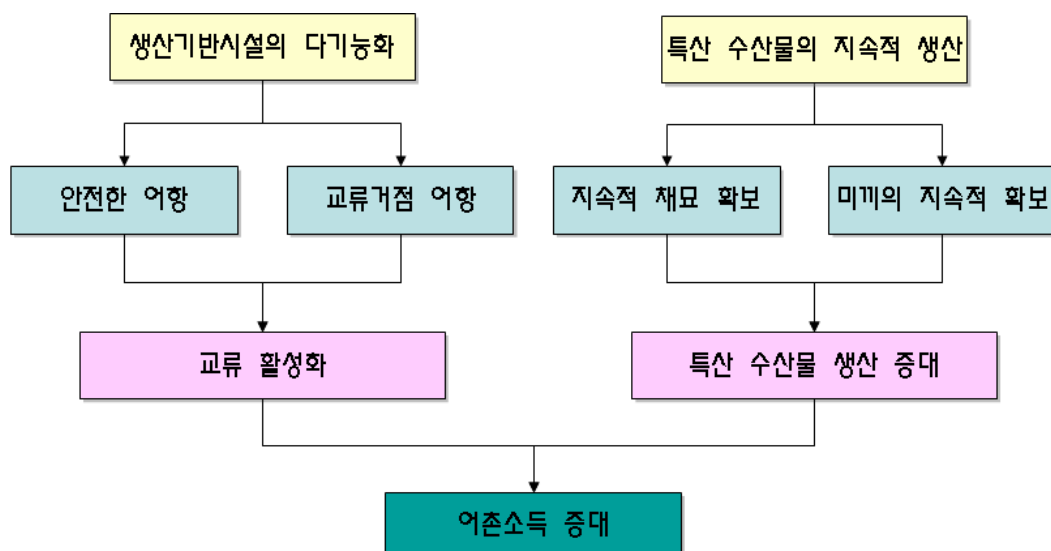 생산기반시설의 다기능화
특산 수산물의 지속적 생산
안전한 어항
교류거점 어항
지속적 채묘 확보
미끼의 지속적 확보
교류 활성화
특산 수산물 생산 증대
어촌소득 증대